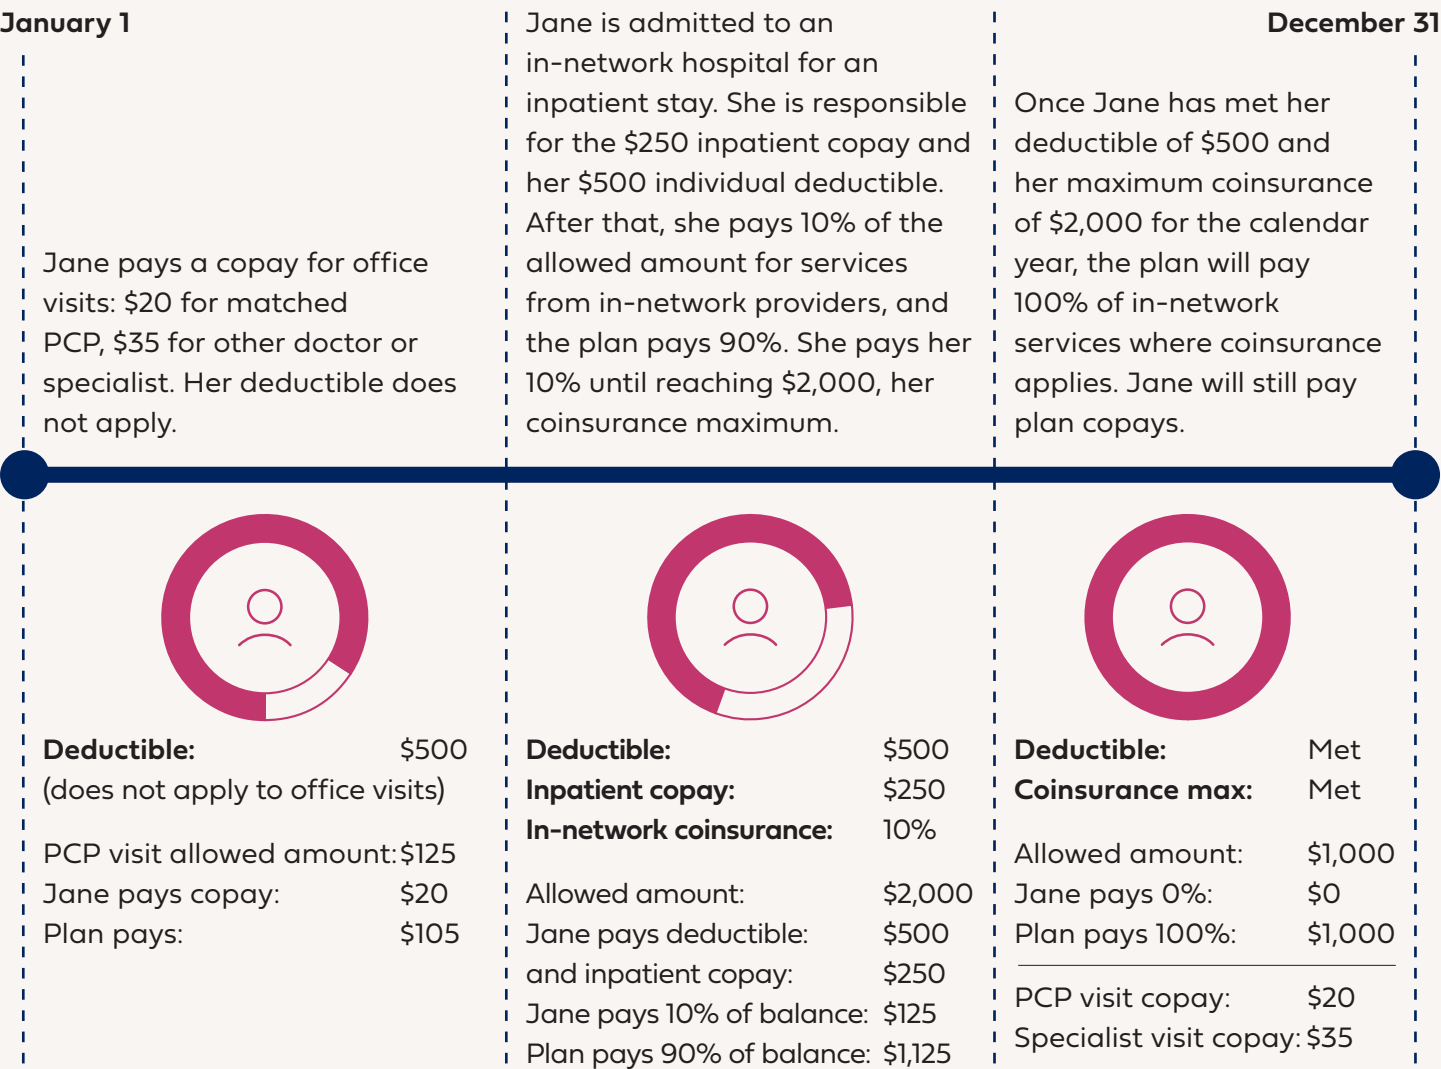 January 1
Jane pays a copay for office
visits: $20 for matched
PCP, $35 for other doctor or
specialist. Her deductible does
not apply.
Deductible: $500
(does not apply to office visits)
PCP visit allowed amount: $125
Jane pays copay: $20
Plan pays: $105
Jane is admitted to an
in-network hospital for an
inpatient stay. She is responsible
for the $250 inpatient copay and
her $500 individual deductible.
After that, she pays 10% of the
allowed amount for services
from in-network providers, and
the plan pays 90%. She pays her
10% until reaching $2,000, her
coinsurance maximum.
Deductible: $500
Inpatient copay: $250
In-network coinsurance: 10%
Allowed amount: $2,000
Jane pays deductible: $500
and inpatient copay: $250
Jane pays 10% of balance: $125
Plan pays 90% of balance: $1,125
December 31
Once Jane has met her
deductible of $500 and
her maximum coinsurance
of $2,000 for the calendar
year, the plan will pay
100% of in-network
services where coinsurance
applies. Jane will still pay
plan copays.
Deductible: Met
Coinsurance max: Met
Allowed amount: $1,000
Jane pays 0%: $0
Plan pays 100%: $1,000
PCP visit copay: $20
Specialist visit copay: $35